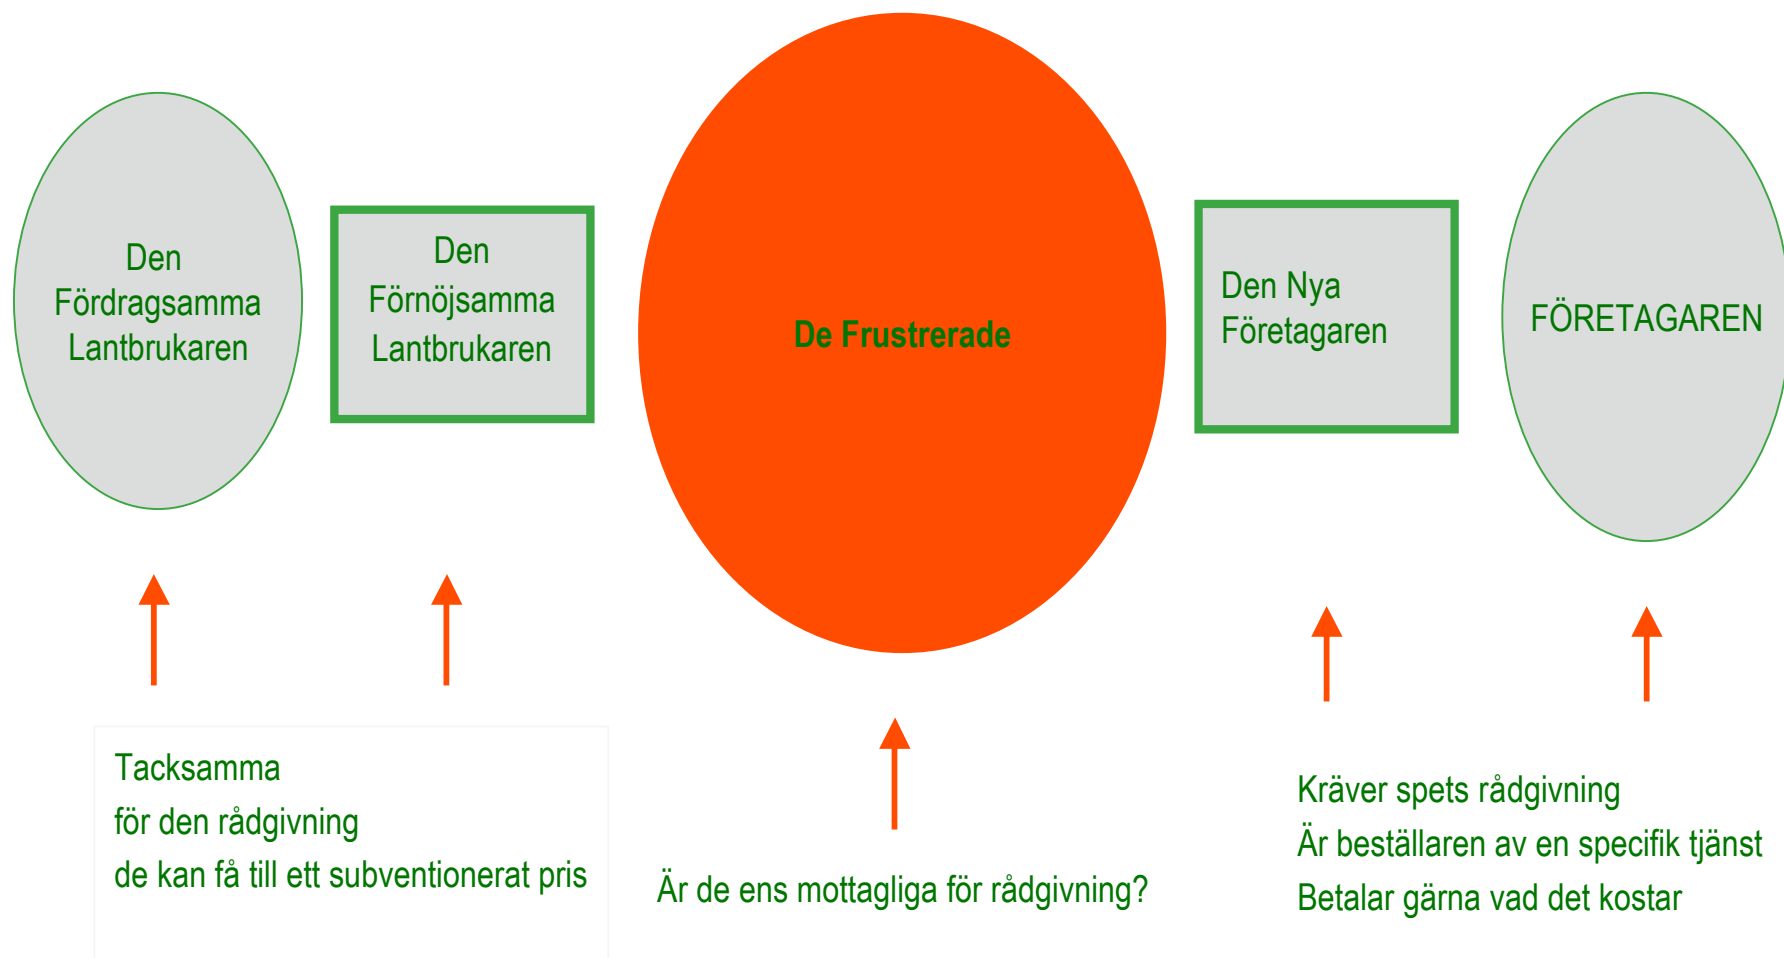 Den
Fördragsamma
Lantbrukaren
Den
Förnöjsamma
Lantbrukaren
De Frustrerade
Den Nya
Företagaren
FÖRETAGAREN
Tacksamma
för den rådgivning
de kan få till ett subventionerat pris
Är de ens mottagliga för rådgivning?
Kräver spets rådgivning
Är beställaren av en specifik tjänst
Betalar gärna vad det kostar